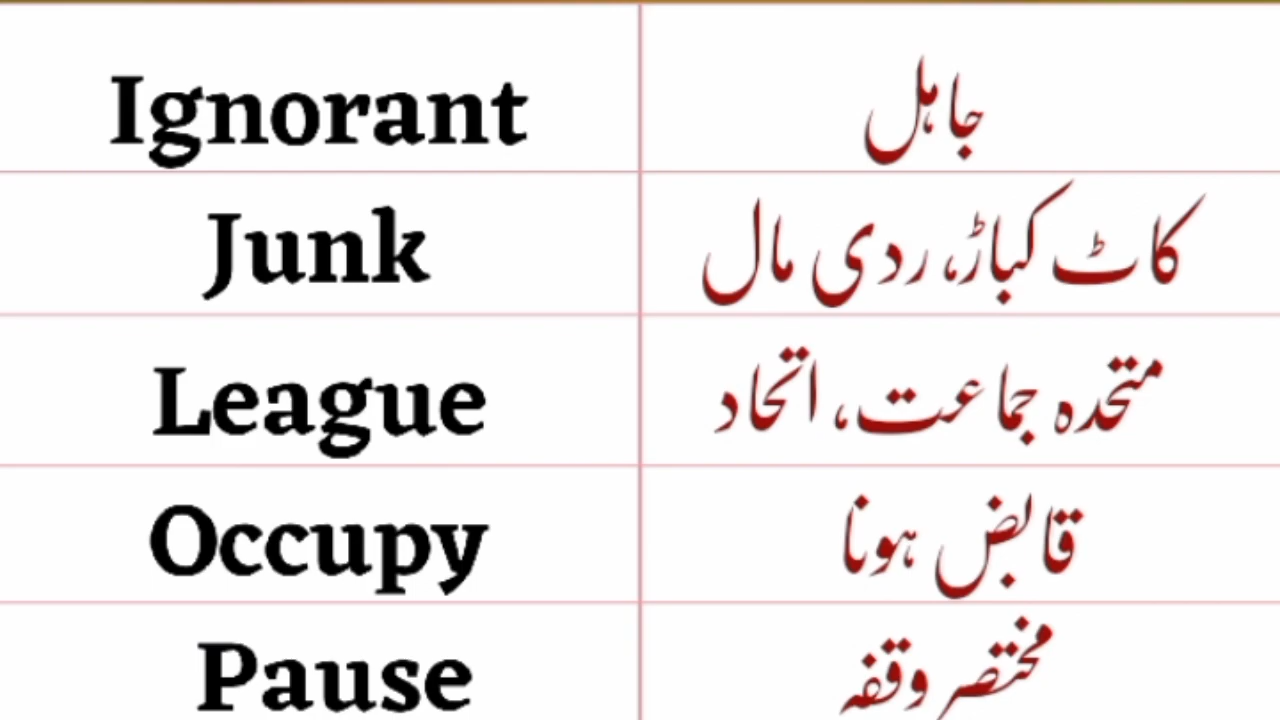 Ignorant جاہل
Junk کاٹ کباڑ، ردی مال
League متحدہ جماعت، اتحاد
Occupy قابض ہونا
Pause مختصر وقفہ